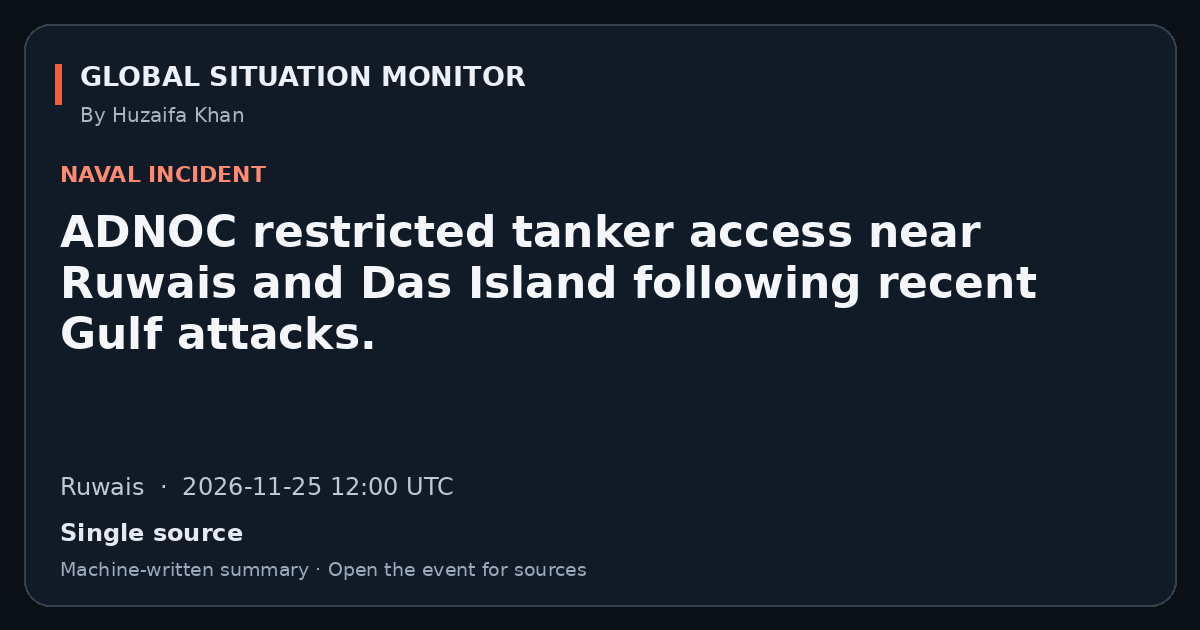 GLOBAL SITUATION MONITOR
By Huzaifa Khan
NAVAL INCIDENT
ADNOC restricted tanker access near
Ruwais and Das Island following recent
Gulf attacks.
Ruwais · 2026-11-25 12:00 UTC
Single source
Machine-written summary · Open the event for sources